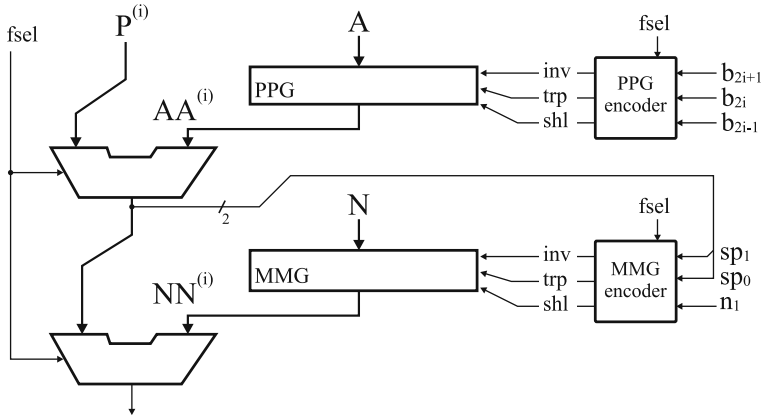 fsel
P(i)
A
fsel
PPG
inv
trp
shl
PPG
encoder
b2i+1
b2i
b2i-1
AA(i)
2
N
fsel
MMG
inv
trp
shl
MMG
encoder
sp1
sp0
n1
NN(i)